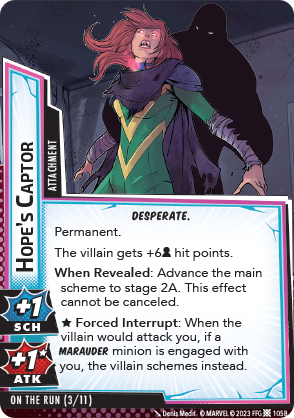 HOPE'S CAPTOR
ATTACHMENT
DESPERATE.
Permanent.
The villain gets +6 hit points.
When Revealed: Advance the main
scheme to stage 2A. This effect
cannot be canceled.
★ Forced Interrupt: When the
villain would attack you, if a
MARAUDER minion is engaged with
you, the villain schemes instead.
+1
SCH
+1★
ATK
ON THE RUN (3/11)
Denis Medri. © MARVEL © 2023 FFG 105B